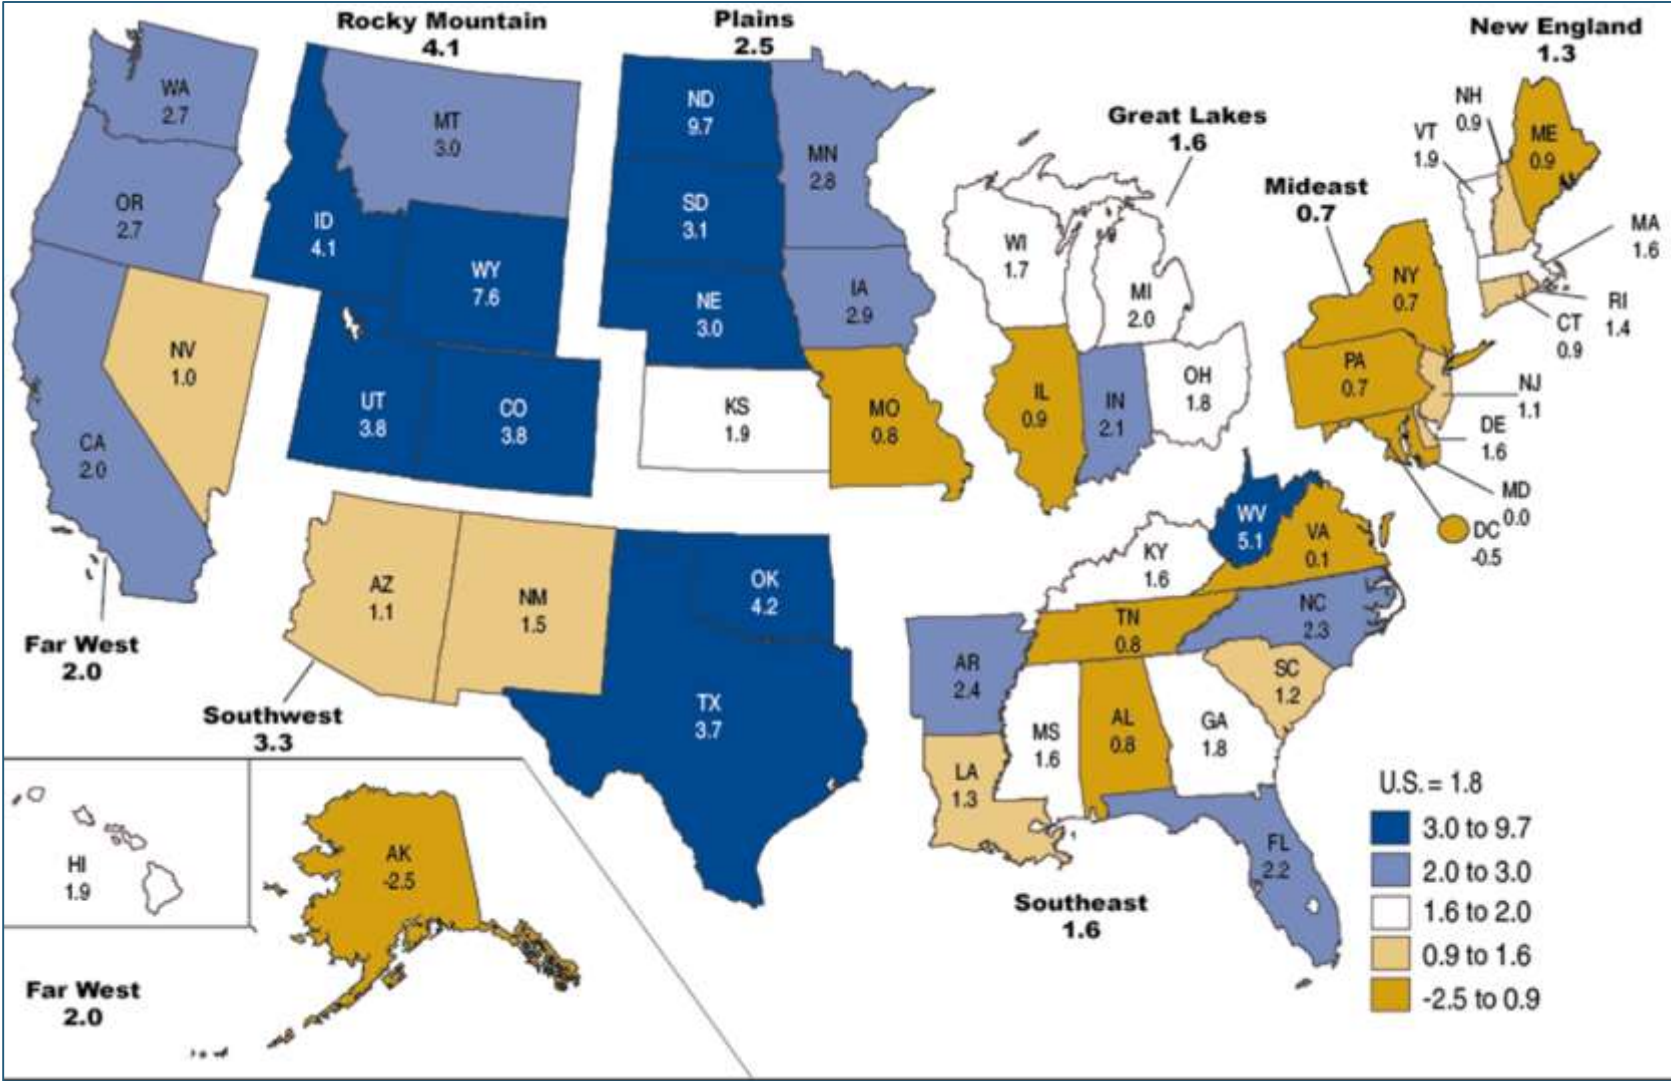 Rocky Mountain
4.1
Plains
2.5
New England
1.3
Great Lakes
1.6
Mideast
0.7
WA
2.7
OR
2.7
CA
2.0
NV
1.0
Far West
2.0
MT
3.0
ID
4.1
WY
7.6
UT
3.8
CO
3.8
ND
9.7
SD
3.1
NE
3.0
KS
1.9
MN
2.8
IA
2.9
MO
0.8
WI
1.7
MI
2.0
IL
0.9
IN
2.1
OH
1.8
NH
0.9
VT
1.9
ME
0.9
MA
1.6
RI
1.4
CT
0.9
NY
0.7
PA
0.7
NJ
1.1
DE
1.6
MD
0.0
DC
-0.5
AZ
1.1
NM
1.5
OK
4.2
TX
3.7
Southwest
3.3
WV
5.1
VA
0.1
KY
1.6
TN
0.8
NC
2.3
AR
2.4
SC
1.2
MS
1.6
AL
0.8
GA
1.8
LA
1.3
FL
2.2
Southeast
1.6
HI
1.9
AK
-2.5
Far West
2.0
U.S. = 1.8
3.0 to 9.7
2.0 to 3.0
1.6 to 2.0
0.9 to 1.6
-2.5 to 0.9